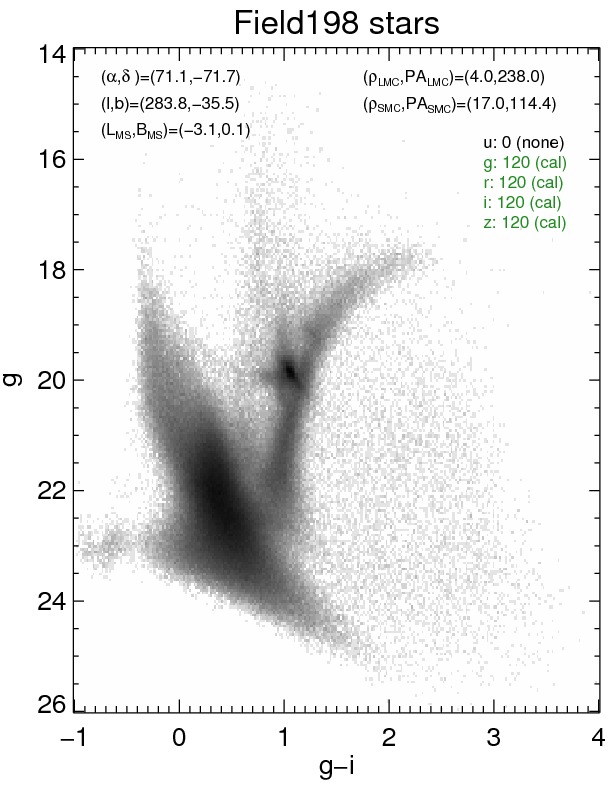 Field198 stars
(α,δ )=(71.1,−71.7)
(l,b)=(283.8,−35.5)
(LMS,BMS)=(−3.1,0.1)
(ρLMC,PALMC)=(4.0,238.0)
(ρSMC,PASMC)=(17.0,114.4)
u: 0 (none)
g: 120 (cal)
r: 120 (cal)
i: 120 (cal)
z: 120 (cal)
14
16
18
20
22
24
26
g
−1 0 1 2 3 4
g−i